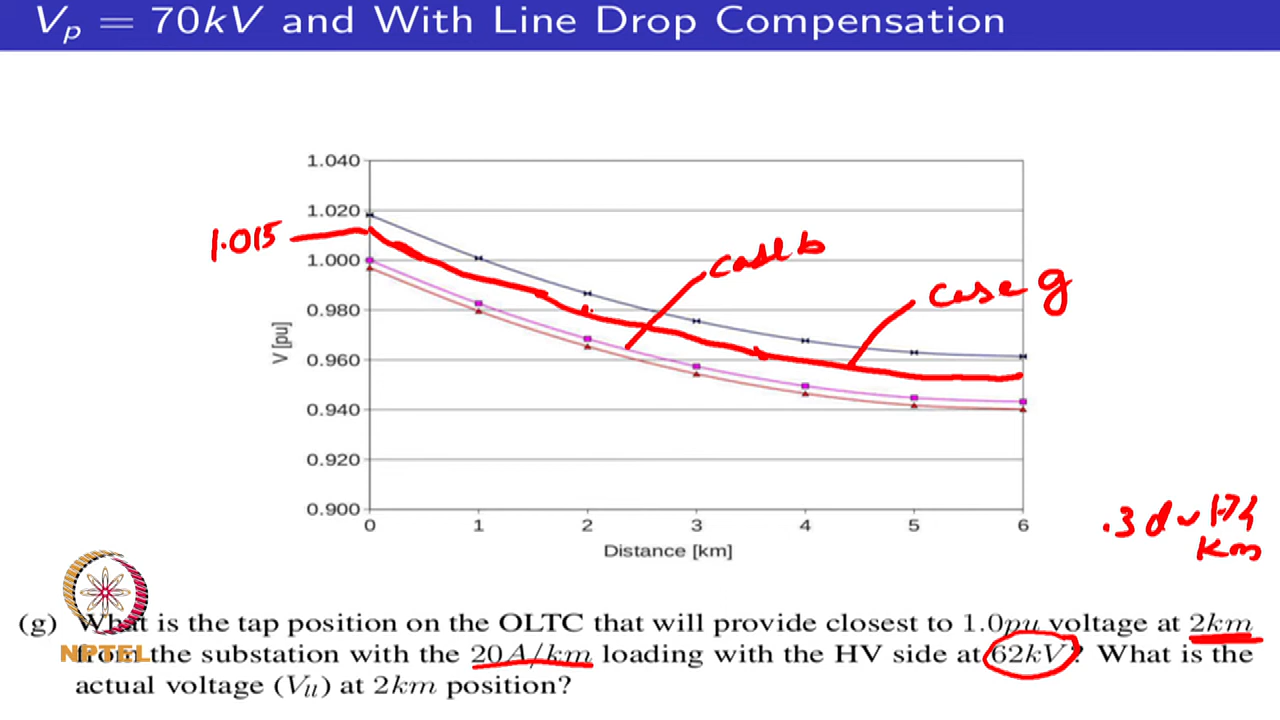 V_p = 70kV and With Line Drop Compensation
1.040
1.020
1.015
1.000
0.980
0.960
0.940
0.920
0.900
V [pu]
case b
case g
0 1 2 3 4 5 6
Distance [km]
km
(g) What is the tap position on the OLTC that will provide closest to 1.0pu voltage at 2km
from the substation with the 20A/km loading with the HV side at 62kV? What is the
actual voltage (V_ll) at 2km position?
NPTEL